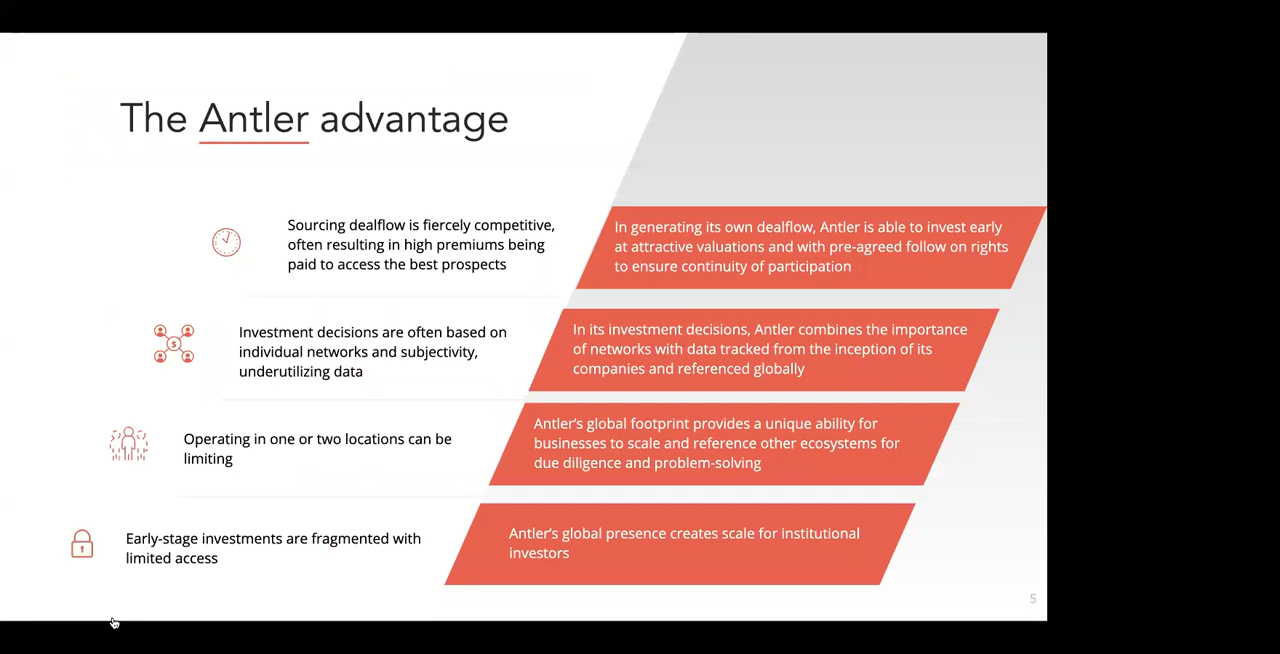 The Antler advantage
Sourcing dealflow is fiercely competitive,
often resulting in high premiums being
paid to access the best prospects
In generating its own dealflow, Antler is able to invest early
at attractive valuations and with pre-agreed follow on rights
to ensure continuity of participation
Investment decisions are often based on
individual networks and subjectivity,
underutilizing data
In its investment decisions, Antler combines the importance
of networks with data tracked from the inception of its
companies and referenced globally
Operating in one or two locations can be
limiting
Antler’s global footprint provides a unique ability for
businesses to scale and reference other ecosystems for
due diligence and problem-solving
Early-stage investments are fragmented with
limited access
Antler’s global presence creates scale for institutional
investors
5